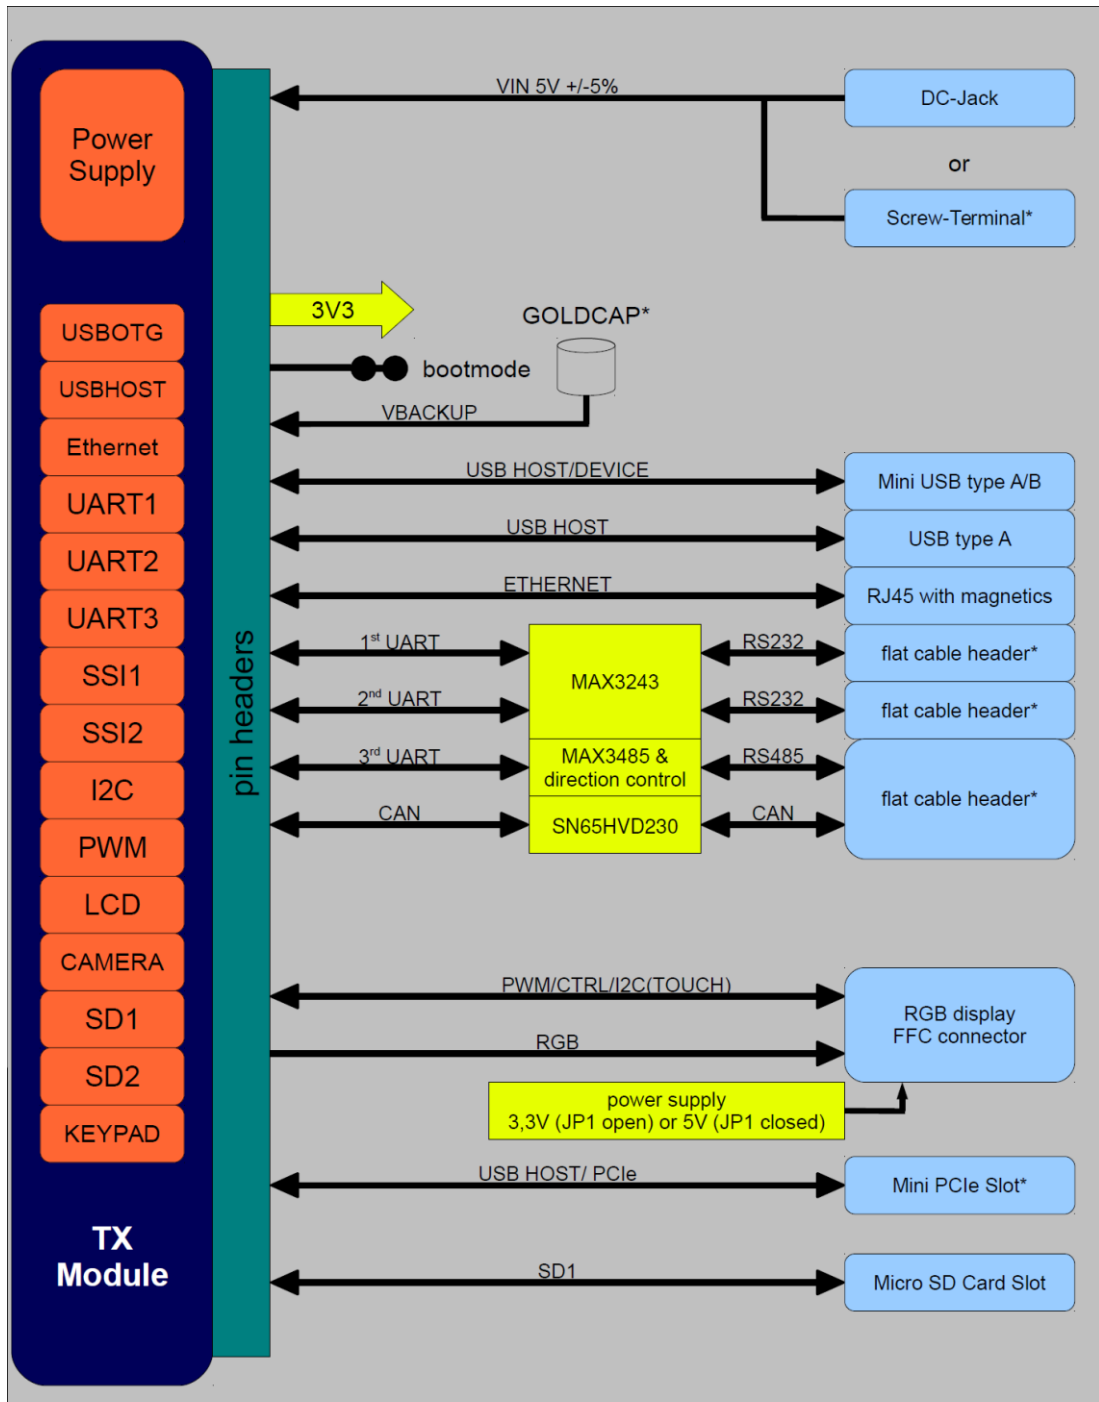 Power
Supply
USBOTG
USBHOST
Ethernet
UART1
UART2
UART3
SSI1
SSI2
I2C
PWM
LCD
CAMERA
SD1
SD2
KEYPAD
TX
Module
pin headers
VIN 5V +/-5%
DC-Jack
or
Screw-Terminal*
3V3
GOLDCAP*
bootmode
VBACKUP
USB HOST/DEVICE
Mini USB type A/B
USB HOST
USB type A
ETHERNET
RJ45 with magnetics
1st UART
MAX3243
RS232
flat cable header*
2nd UART
RS232
flat cable header*
3rd UART
MAX3485 &
direction control
RS485
flat cable header*
CAN
SN65HVD230
CAN
PWM/CTRL/I2C(TOUCH)
RGB display
FFC connector
RGB
power supply
3,3V (JP1 open) or 5V (JP1 closed)
USB HOST/ PCIe
Mini PCIe Slot*
SD1
Micro SD Card Slot